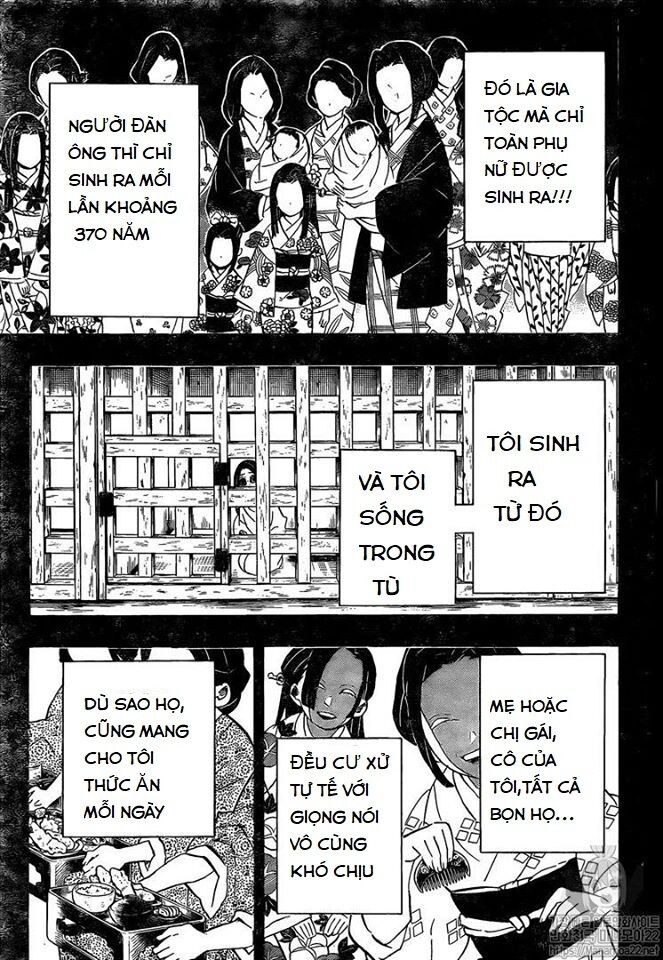 ĐÓ LÀ GIA
TỘC MÀ CHỈ
TOÀN PHỤ
NỮ ĐƯỢC
SINH RA!!!
NGƯỜI ĐÀN
ÔNG THÌ CHỈ
SINH RA MỖI
LẦN KHOẢNG
370 NĂM
TÔI SINH
RA
TỪ ĐÓ
VÀ TÔI
SỐNG
TRONG
TÙ
MẸ HOẶC
CHỊ GÁI,
CÔ CỦA
TÔI,TẤT CẢ
BỌN HỌ...
ĐỀU CƯ XỬ
TỰ TẾ VỚI
GIỌNG NÓI
VÔ CÙNG
KHÓ CHỊU
DÙ SAO HỌ,
CŨNG MANG
CHO TÔI
THỨC ĂN
MỖI NGÀY